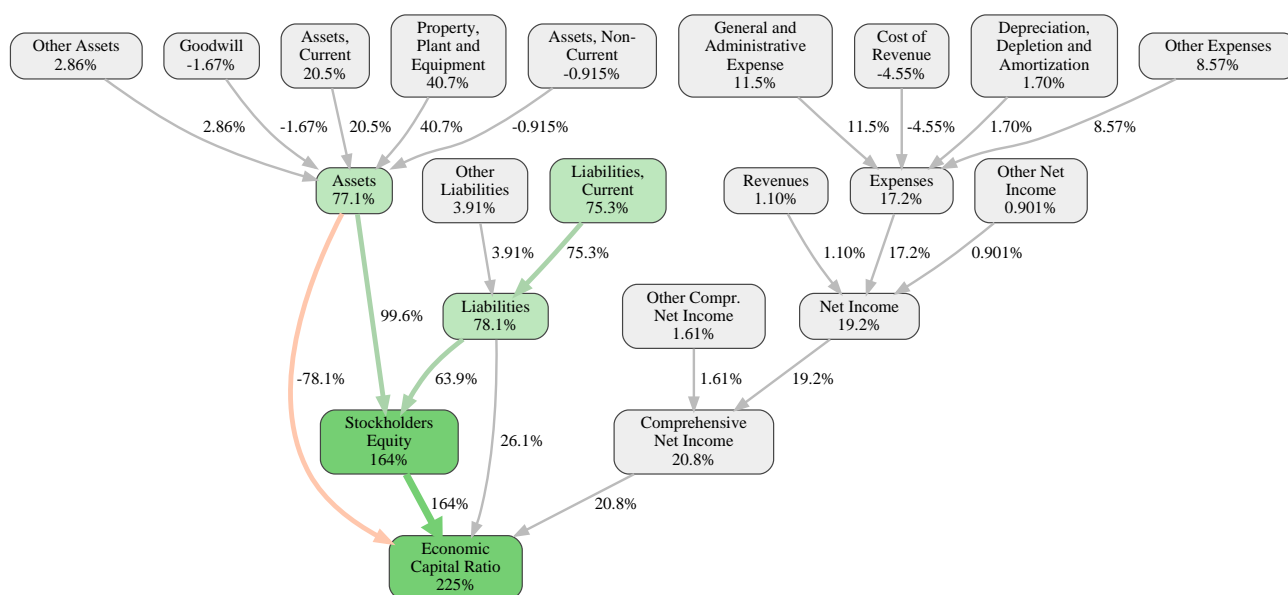 Other Assets
2.86%
Goodwill
-1.67%
Assets,
Current
20.5%
Property,
Plant and
Equipment
40.7%
Assets, Non-
Current
-0.915%
General and
Administrative
Expense
11.5%
Cost of
Revenue
-4.55%
Depreciation,
Depletion and
Amortization
1.70%
Other Expenses
8.57%
2.86%
-1.67%
20.5%
40.7%
-0.915%
11.5%
-4.55%
1.70%
8.57%
Assets
77.1%
Other
Liabilities
3.91%
Liabilities,
Current
75.3%
Revenues
1.10%
Expenses
17.2%
Other Net
Income
0.901%
3.91%
75.3%
1.10%
17.2%
0.901%
99.6%
Liabilities
78.1%
Other Compr.
Net Income
1.61%
Net Income
19.2%
-78.1%
63.9%
1.61%
19.2%
Stockholders
Equity
164%
26.1%
Comprehensive
Net Income
20.8%
164%
20.8%
Economic
Capital Ratio
225%